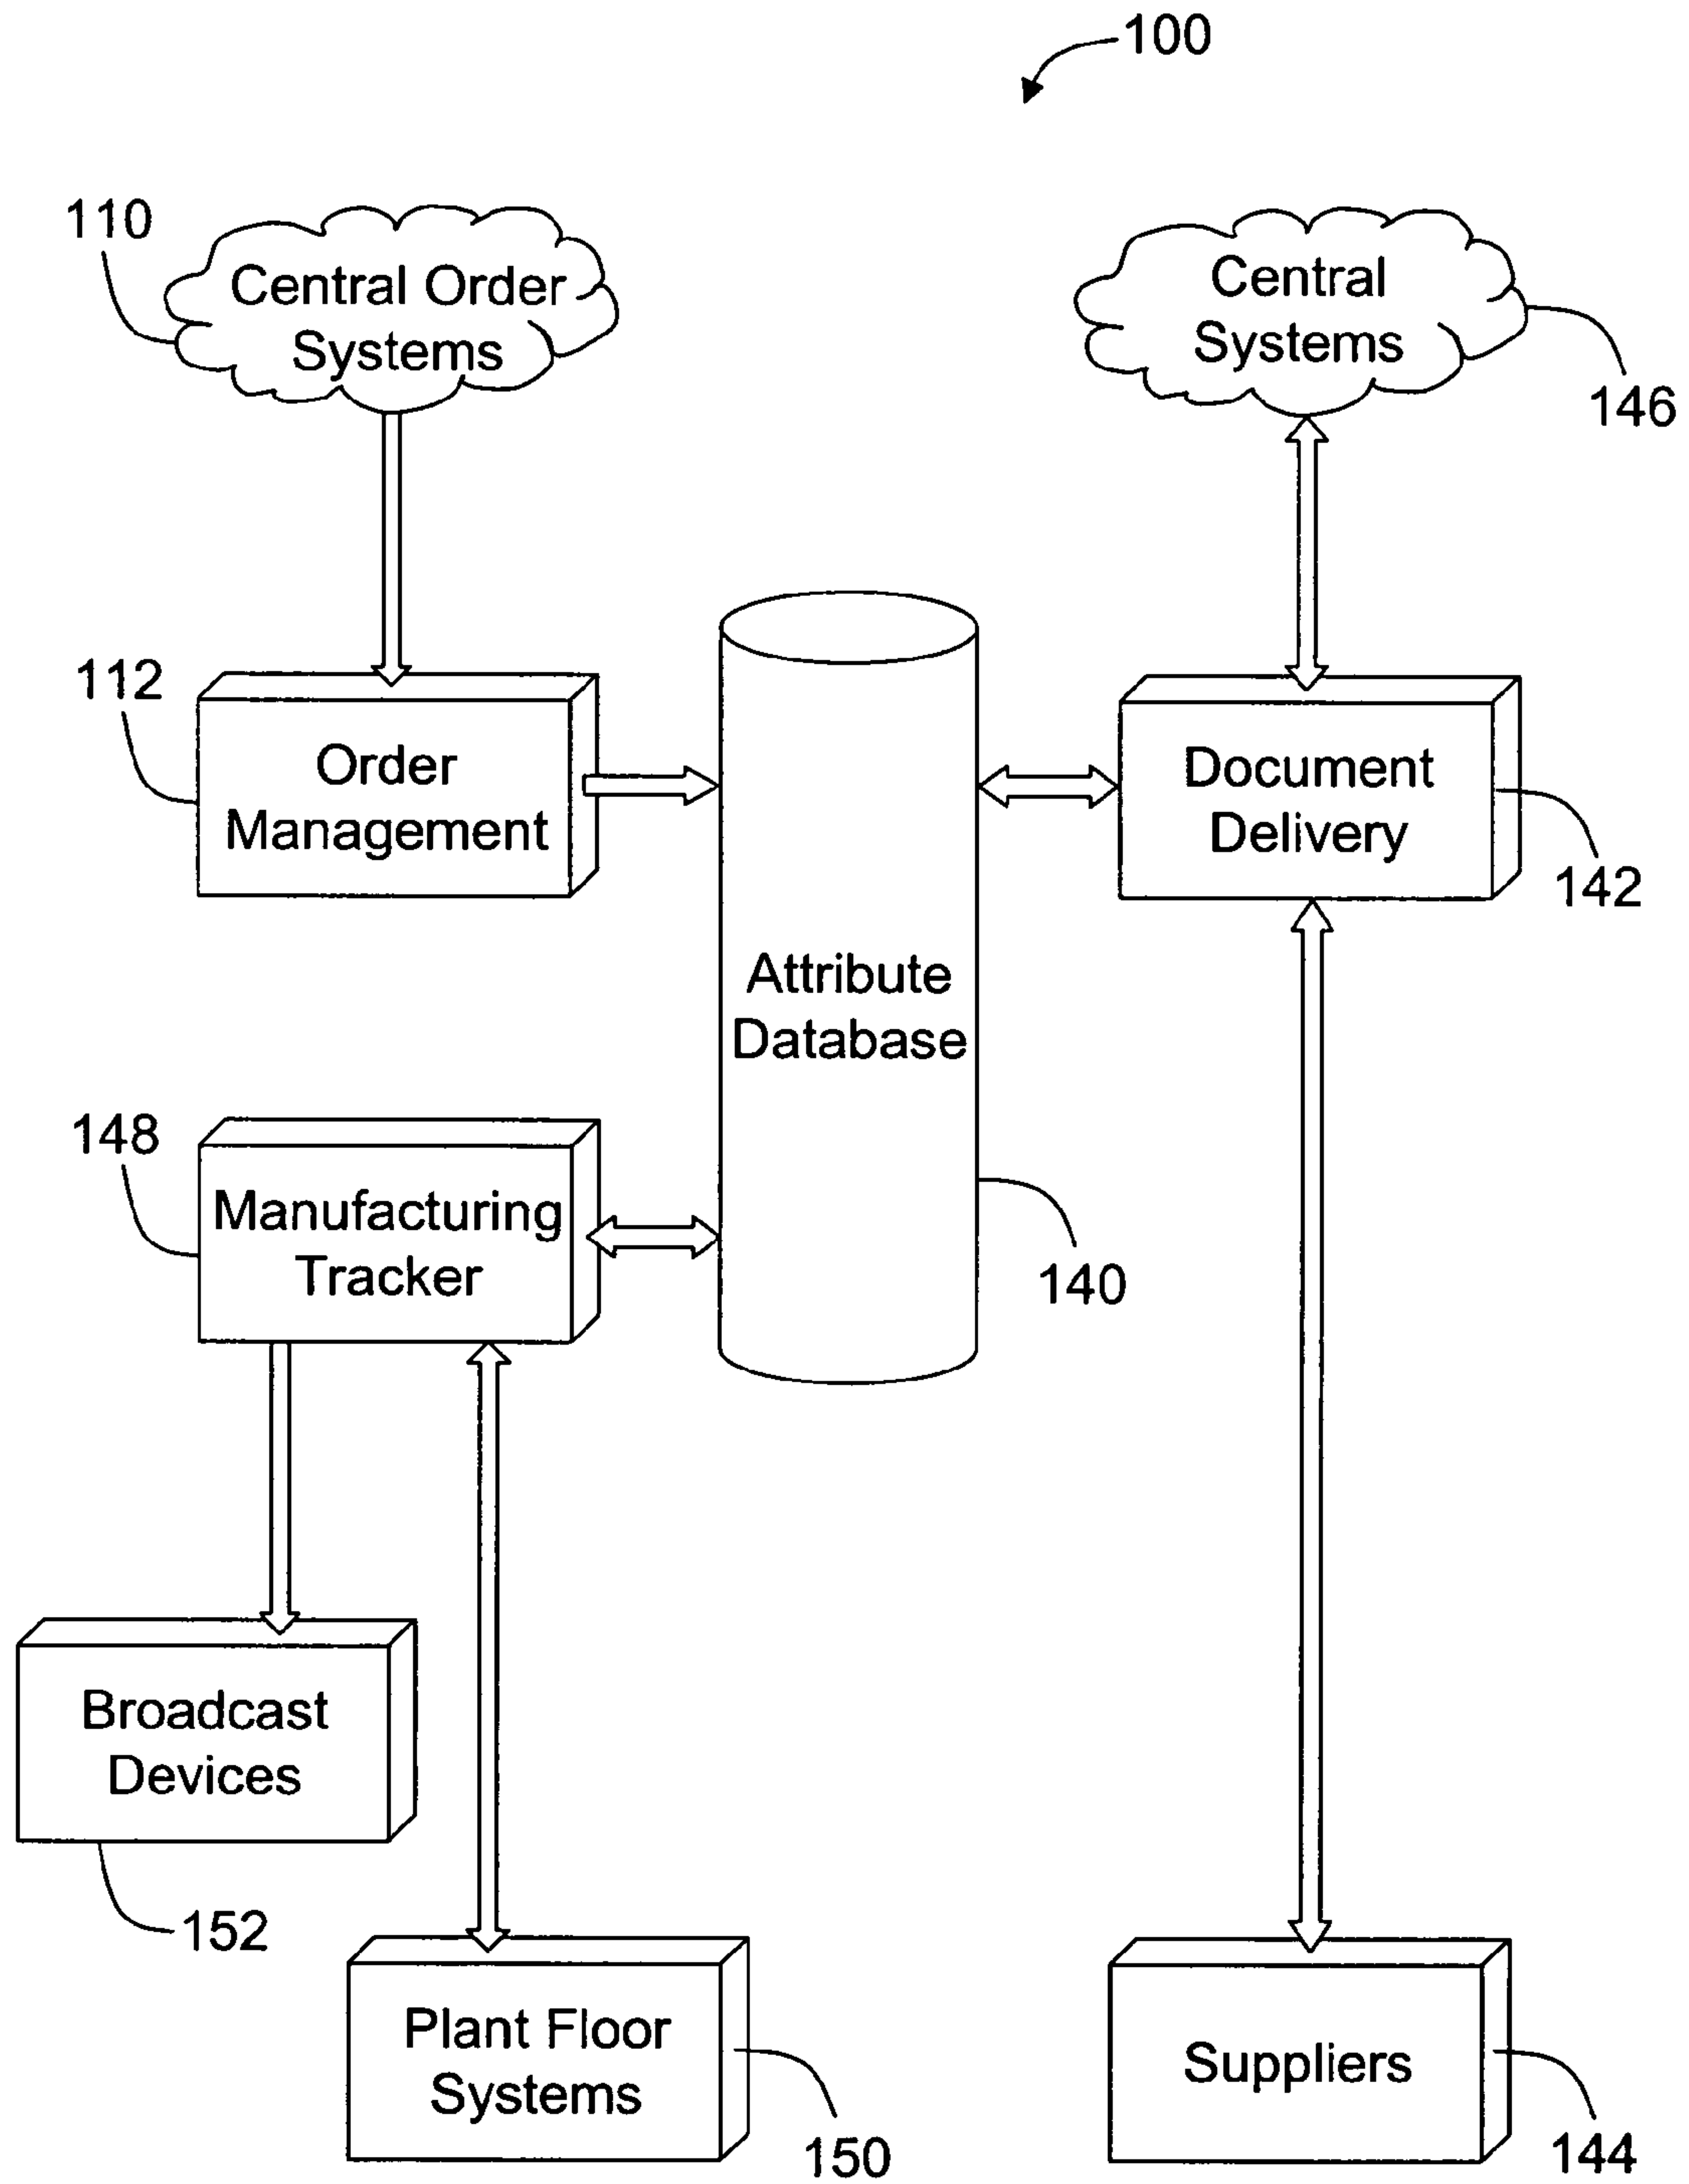 100
110
Central Order
Systems
Central
Systems
146
112
Order
Management
Document
Delivery
142
Attribute
Database
148
Manufacturing
Tracker
140
Broadcast
Devices
152
Plant Floor
Systems
150
Suppliers
144